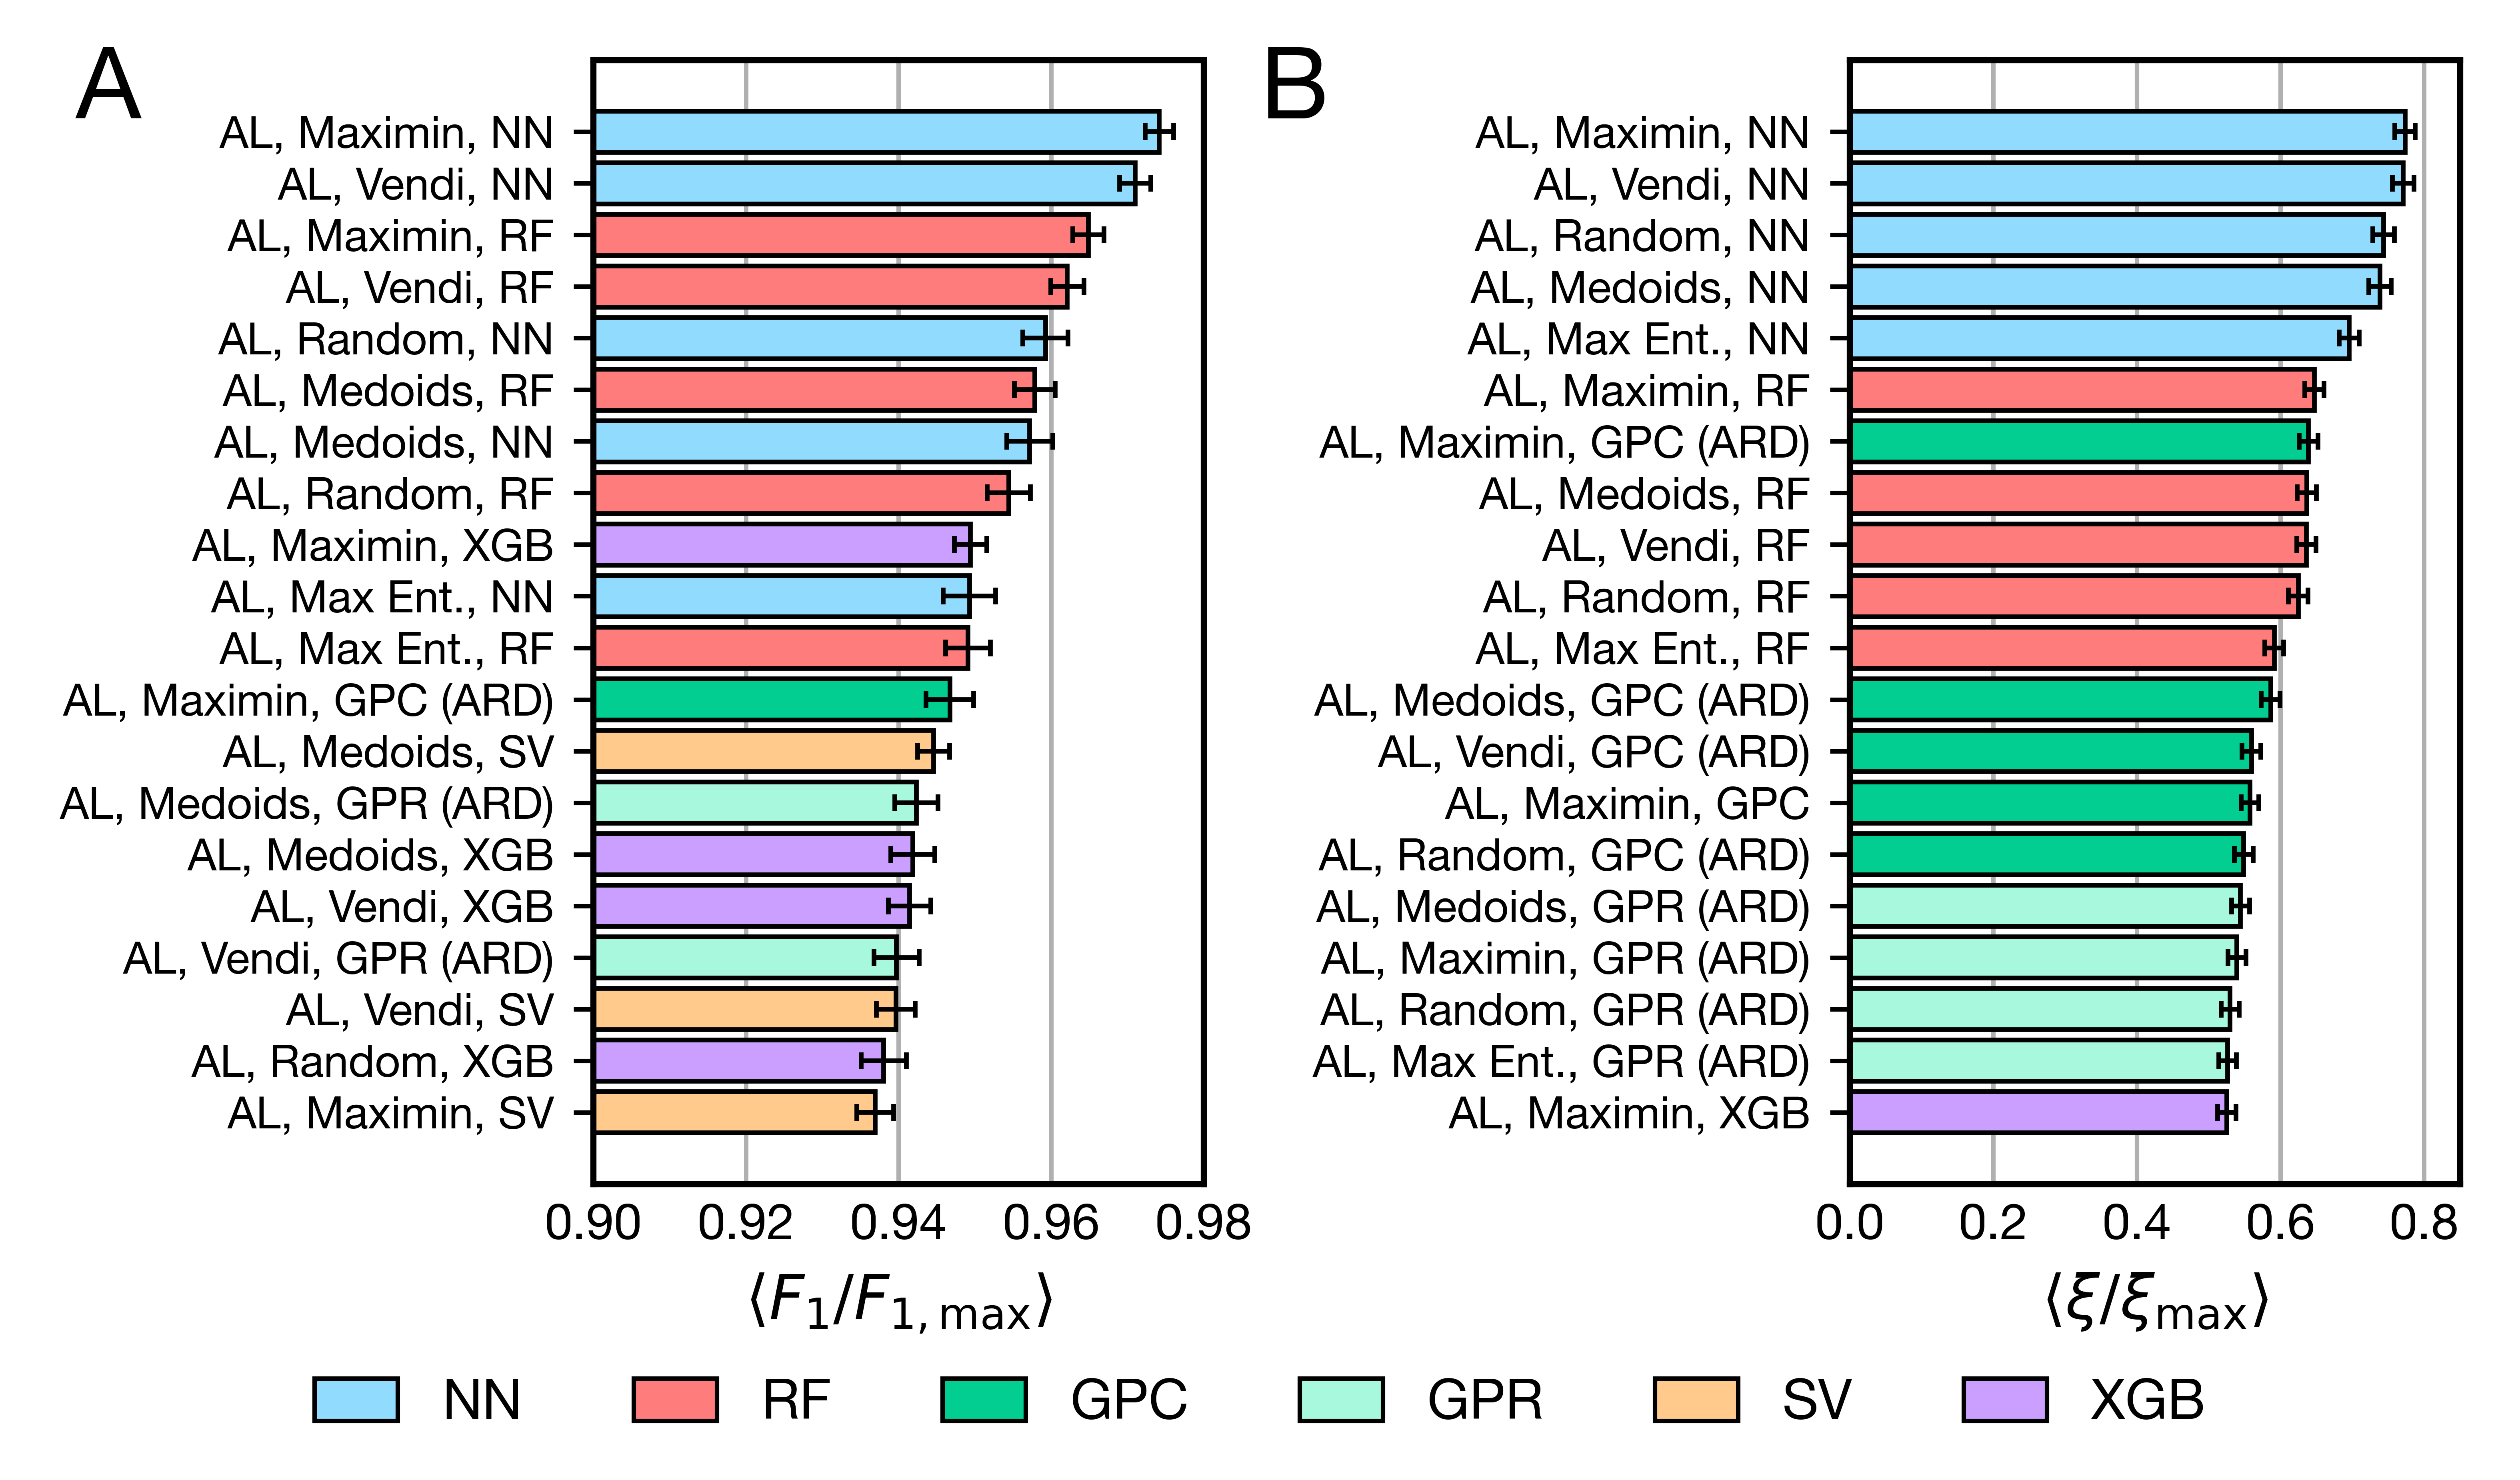 A
AL, Maximin, NN
AL, Vendi, NN
AL, Maximin, RF
AL, Vendi, RF
AL, Random, NN
AL, Medoids, RF
AL, Medoids, NN
AL, Random, RF
AL, Maximin, XGB
AL, Max Ent., NN
AL, Max Ent., RF
AL, Maximin, GPC (ARD)
AL, Medoids, SV
AL, Medoids, GPR (ARD)
AL, Medoids, XGB
AL, Vendi, XGB
AL, Vendi, GPR (ARD)
AL, Vendi, SV
AL, Random, XGB
AL, Maximin, SV
0.90 0.92 0.94 0.96 0.98
⟨F₁/F₁, max⟩
B
AL, Maximin, NN
AL, Vendi, NN
AL, Random, NN
AL, Medoids, NN
AL, Max Ent., NN
AL, Maximin, RF
AL, Maximin, GPC (ARD)
AL, Medoids, RF
AL, Vendi, RF
AL, Random, RF
AL, Max Ent., RF
AL, Medoids, GPC (ARD)
AL, Vendi, GPC (ARD)
AL, Maximin, GPC
AL, Random, GPC (ARD)
AL, Medoids, GPR (ARD)
AL, Maximin, GPR (ARD)
AL, Random, GPR (ARD)
AL, Max Ent., GPR (ARD)
AL, Maximin, XGB
0.0 0.2 0.4 0.6 0.8
⟨ξ/ξmax⟩
NN RF GPC GPR SV XGB